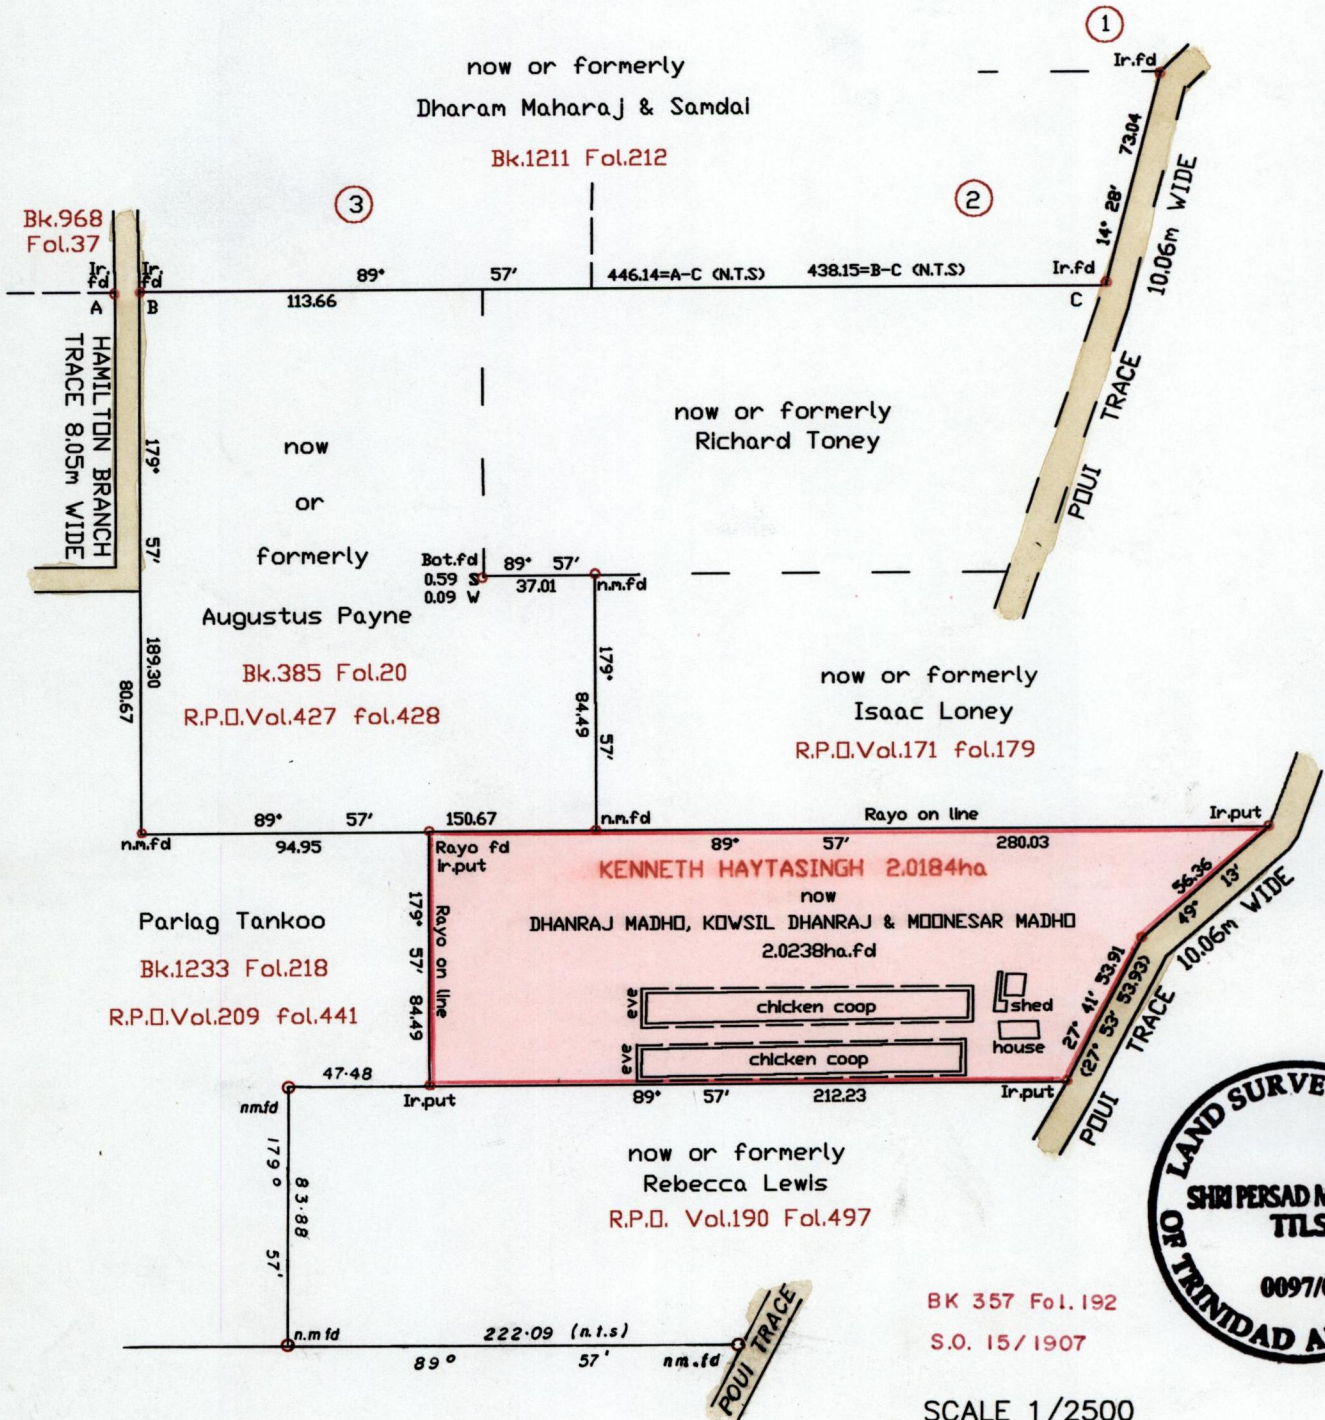 1
Ir.fd
now or formerly
Dharam Maharaj & Samdai
Bk.1211 Fol.212
73.04
14° 28'
10.06m WIDE
3
2
Bk.968
Fol.37
Ir.
fd
Ir.
fd
89° 57'
446.14=A-C (N.T.S)
438.15=B-C (N.T.S)
Ir.fd
A
B
113.66
C
HAMILTON BRANCH
TRACE 8.05m WIDE
POUI TRACE
now or formerly
Richard Toney
179° 57'
189.30
80.67
now
or
formerly
Augustus Payne
Bk.385 Fol.20
R.P.O.Vol.427 fol.428
Bot.fd
0.59 S
0.09 W
89° 57'
37.01
n.m.fd
179° 57'
84.49
now or formerly
Isaac Loney
R.P.O.Vol.171 fol.179
n.m.fd
89° 57'
94.95
150.67
n.m.fd
Rayo on line
Ir.put
Rayo fd
Ir.put
89° 57'
280.03
KENNETH HAYTASINGH 2.0184ha
now
DHANRAJ MADHO, KOWSIL DHANRAJ & MOONESAR MADHO
2.0238ha.fd
56.36
49° 13'
10.06m WIDE
Parlag Tankoo
Bk.1233 Fol.218
R.P.O.Vol.209 fol.441
179° 57' 84.49
Rayo on line
eve
chicken coop
shed
house
eve
chicken coop
27° 41' 53.91
(27° 53' 53.93)
POUI TRACE
47.48
n.m.fd
Ir.put
89° 57'
212.23
Ir.put
179° 57'
83.88
now or formerly
Rebecca Lewis
R.P.O. Vol.190 Fol.497
n.m fd
222.09 (n.t.s)
89° 57'
n.m.fd
POUI TRACE
BK 357 Fol.192
S.O. 15/1907
SCALE 1/2500
LAND
OF TRINIDAD
SHRI PERSAD